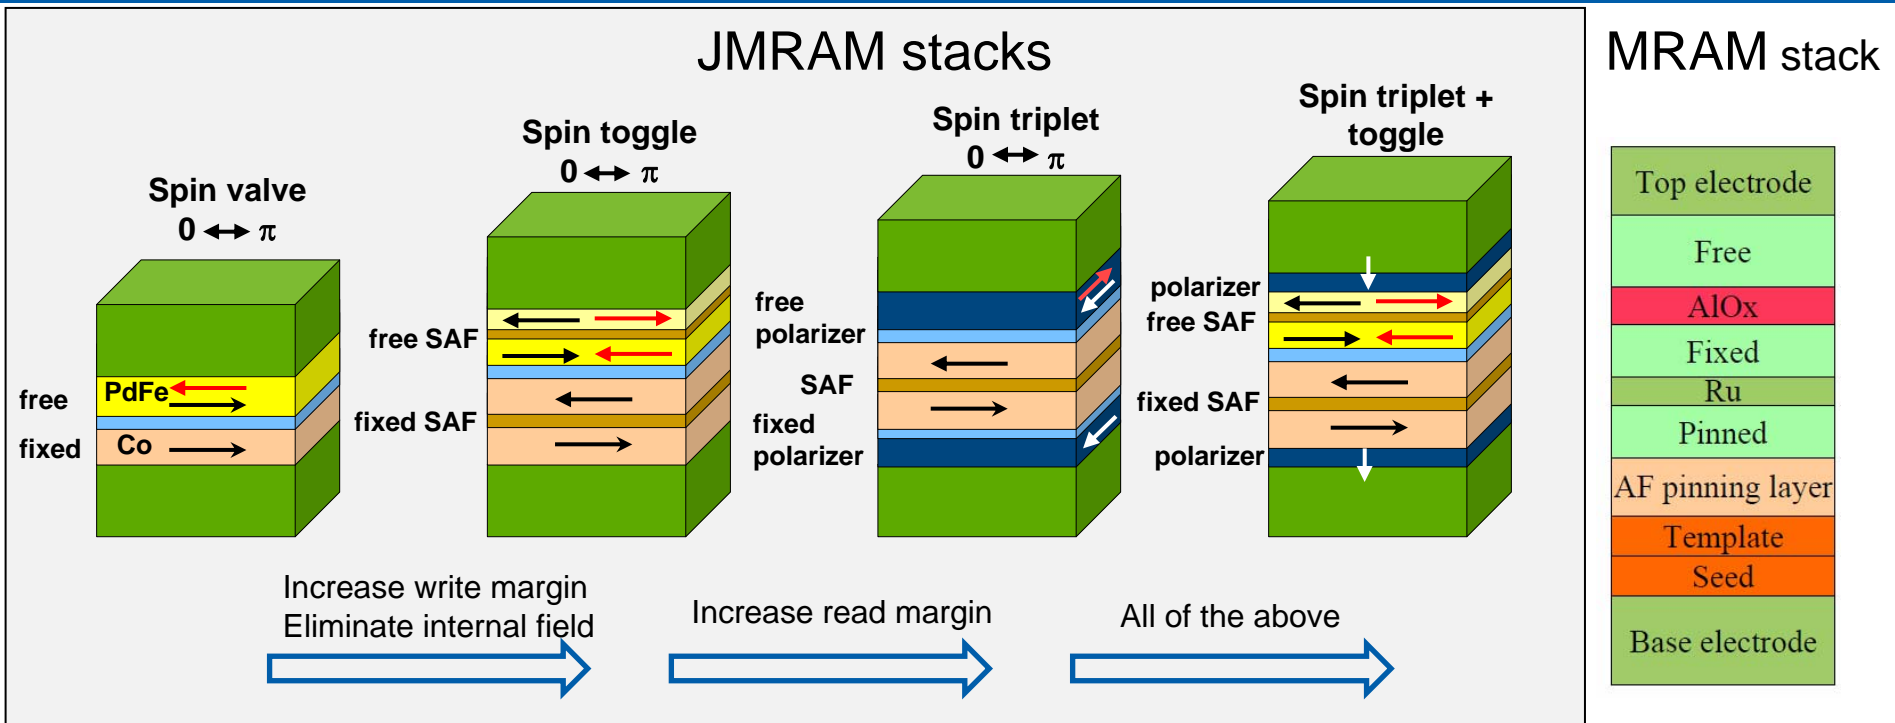 JMRAM stacks
MRAM stack
Spin valve
0 ↔ π
free
fixed
PdFe
Co
Spin toggle
0 ↔ π
free SAF
fixed SAF
Spin triplet
0 ↔ π
free
polarizer
SAF
fixed
polarizer
Spin triplet +
toggle
polarizer
free SAF
fixed SAF
polarizer
Increase write margin
Eliminate internal field
Increase read margin
All of the above
Top electrode
Free
AlOx
Fixed
Ru
Pinned
AF pinning layer
Template
Seed
Base electrode